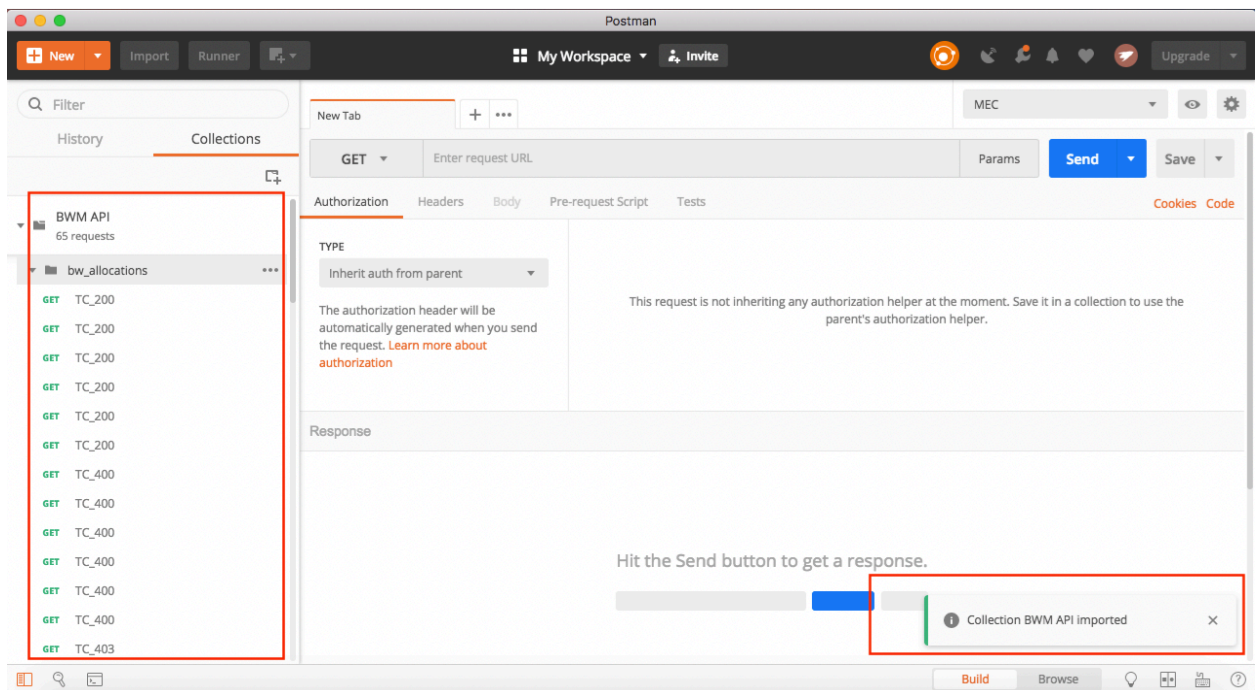 Postman
New
Import
Runner
My Workspace
Invite
Upgrade
Filter
History
Collections
BWM API
65 requests
bw_allocations
GET TC_200
GET TC_200
GET TC_200
GET TC_200
GET TC_200
GET TC_200
GET TC_400
GET TC_400
GET TC_400
GET TC_400
GET TC_400
GET TC_400
GET TC_403
New Tab
MEC
GET
Enter request URL
Params
Send
Save
Authorization
Headers
Body
Pre-request Script
Tests
Cookies
Code
TYPE
Inherit auth from parent
The authorization header will be
automatically generated when you send
the request. Learn more about
authorization
This request is not inheriting any authorization helper at the moment. Save it in a collection to use the
parent's authorization helper.
Response
Hit the Send button to get a response.
Collection BWM API imported
Build
Browse